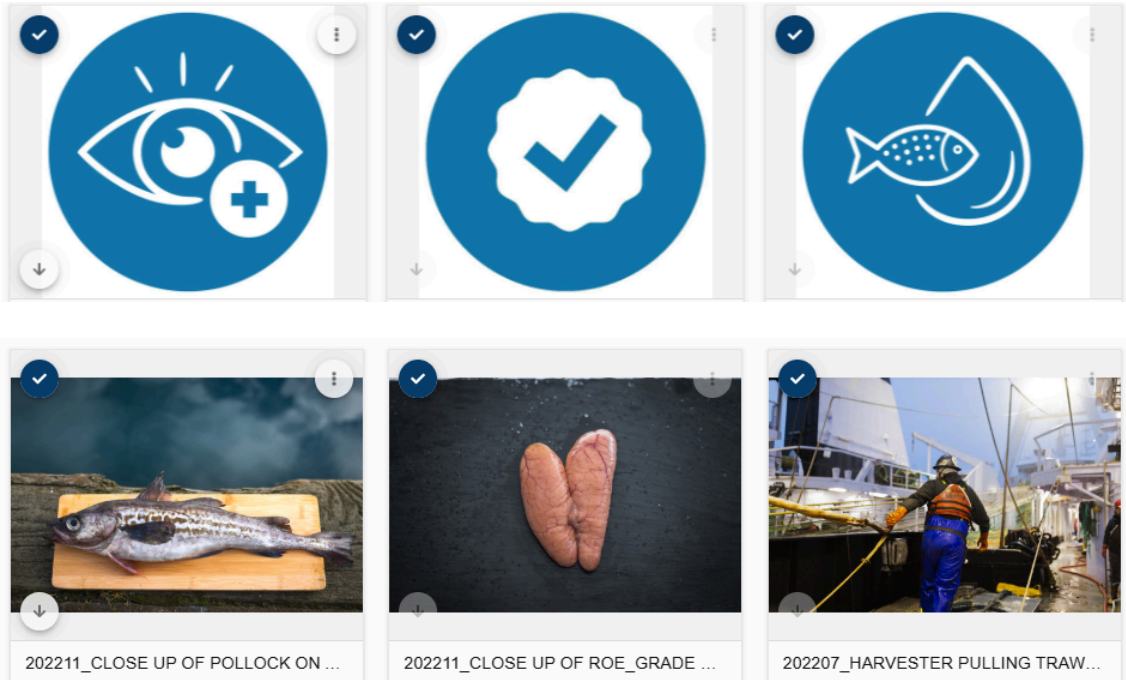 202211_CLOSE UP OF POLLOCK ON ...
202211_CLOSE UP OF ROE_GRADE ...
202207_HARVESTER PULLING TRAW...